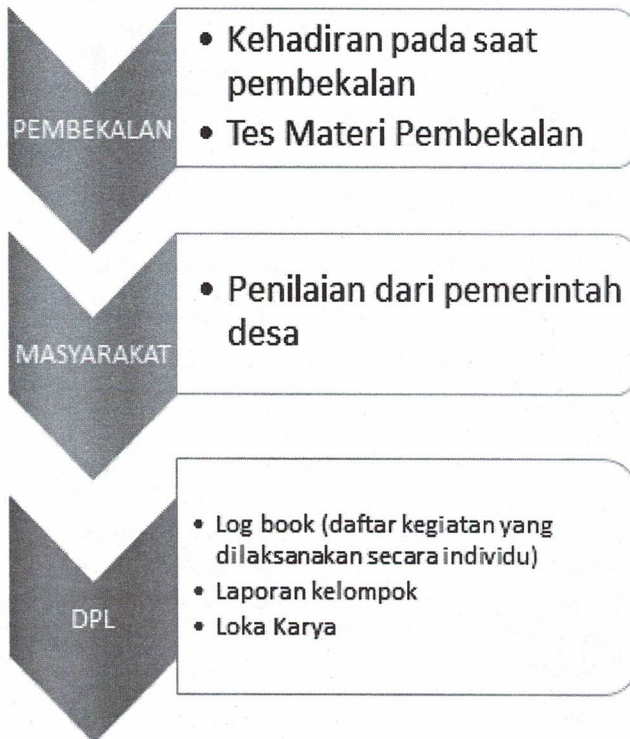 PEMBEKALAN
• Kehadiran pada saat
pembekalan
• Tes Materi Pembekalan
MASYARAKAT
• Penilaian dari pemerintah
desa
DPL
• Log book (daftar kegiatan yang
dilaksanakan secara individu)
• Laporan kelompok
• Loka Karya